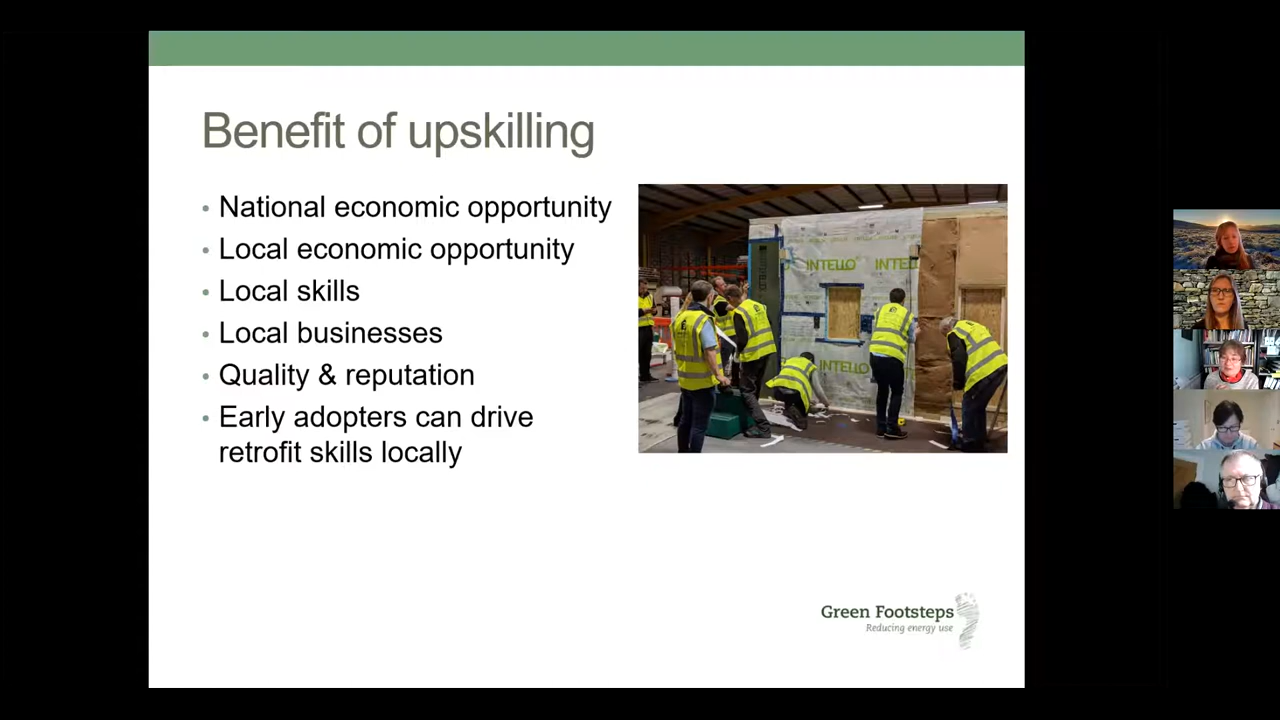 Benefit of upskilling
• National economic opportunity
• Local economic opportunity
• Local skills
• Local businesses
• Quality & reputation
• Early adopters can drive
retrofit skills locally
INTELLO INTELL
INTELLO
Green Footsteps
Reducing energy use